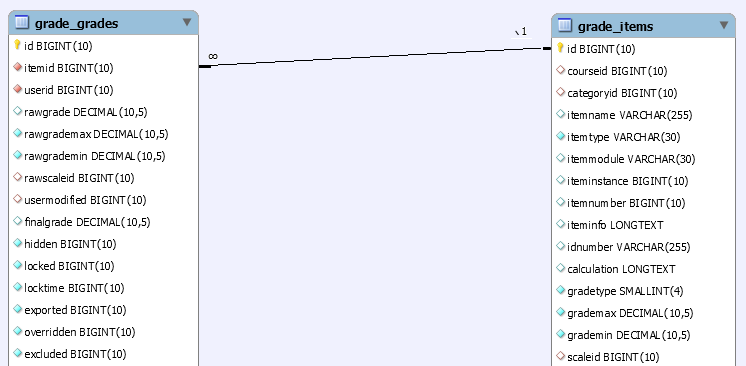 grade_grades
id BIGINT(10)
itemid BIGINT(10)
userid BIGINT(10)
rawgrade DECIMAL(10,5)
rawgrademax DECIMAL(10,5)
rawgrademin DECIMAL(10,5)
rawscaleid BIGINT(10)
usermodified BIGINT(10)
finalgrade DECIMAL(10,5)
hidden BIGINT(10)
locked BIGINT(10)
locktime BIGINT(10)
exported BIGINT(10)
overridden BIGINT(10)
excluded BIGINT(10)
∞
1
grade_items
id BIGINT(10)
courseid BIGINT(10)
categoryid BIGINT(10)
itemname VARCHAR(255)
itemtype VARCHAR(30)
itemmodule VARCHAR(30)
iteminstance BIGINT(10)
itemnumber BIGINT(10)
iteminfo LONGTEXT
idnumber VARCHAR(255)
calculation LONGTEXT
gradetype SMALLINT(4)
grademax DECIMAL(10,5)
grademin DECIMAL(10,5)
scaleid BIGINT(10)